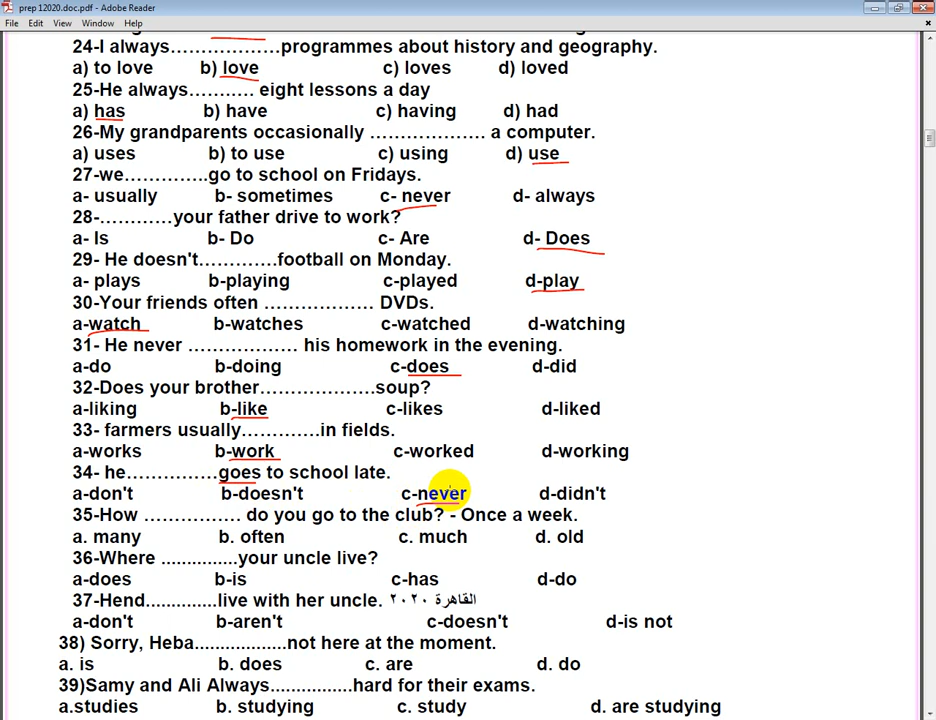 prep 12020.doc.pdf - Adobe Reader
File Edit View Window Help
24-I always………………programmes about history and geography.
a) to love b) love c) loves d) loved
25-He always……….. eight lessons a day
a) has b) have c) having d) had
26-My grandparents occasionally ………………. a computer.
a) uses b) to use c) using d) use
27-we…………..go to school on Fridays.
a- usually b- sometimes c- never d- always
28-…………your father drive to work?
a- Is b- Do c- Are d- Does
29- He doesn't………….football on Monday.
a- plays b-playing c-played d-play
30-Your friends often ……………… DVDs.
a-watch b-watches c-watched d-watching
31- He never ……………… his homework in the evening.
a-do b-doing c-does d-did
32-Does your brother……………….soup?
a-liking b-like c-likes d-liked
33- farmers usually………….in fields.
a-works b-work c-worked d-working
34- he……………goes to school late.
a-don't b-doesn't c-never d-didn't
35-How …………… do you go to the club? - Once a week.
a. many b. often c. much d. old
36-Where ...............your uncle live?
a-does b-is c-has d-do
37-Hend..............live with her uncle. القاهرة ٢٠٢٠
a-don't b-aren't c-doesn't d-is not
38) Sorry, Heba..................not here at the moment.
a. is b. does c. are d. do
39)Samy and Ali Always................hard for their exams.
a.studies b. studying c. study d. are studying